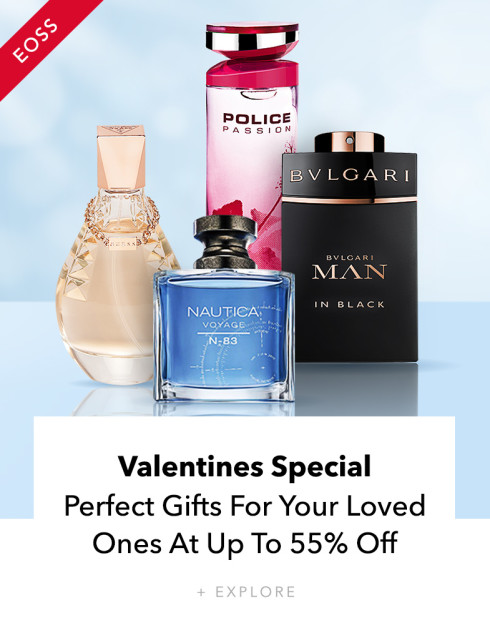 EOSS
POLICE
PASSION
BVLGARI
BVLGARI
MAN
IN BLACK
GUESS
NAUTICA
VOYAGE
N-83
Valentines Special
Perfect Gifts For Your Loved
Ones At Up To 55% Off
+ EXPLORE